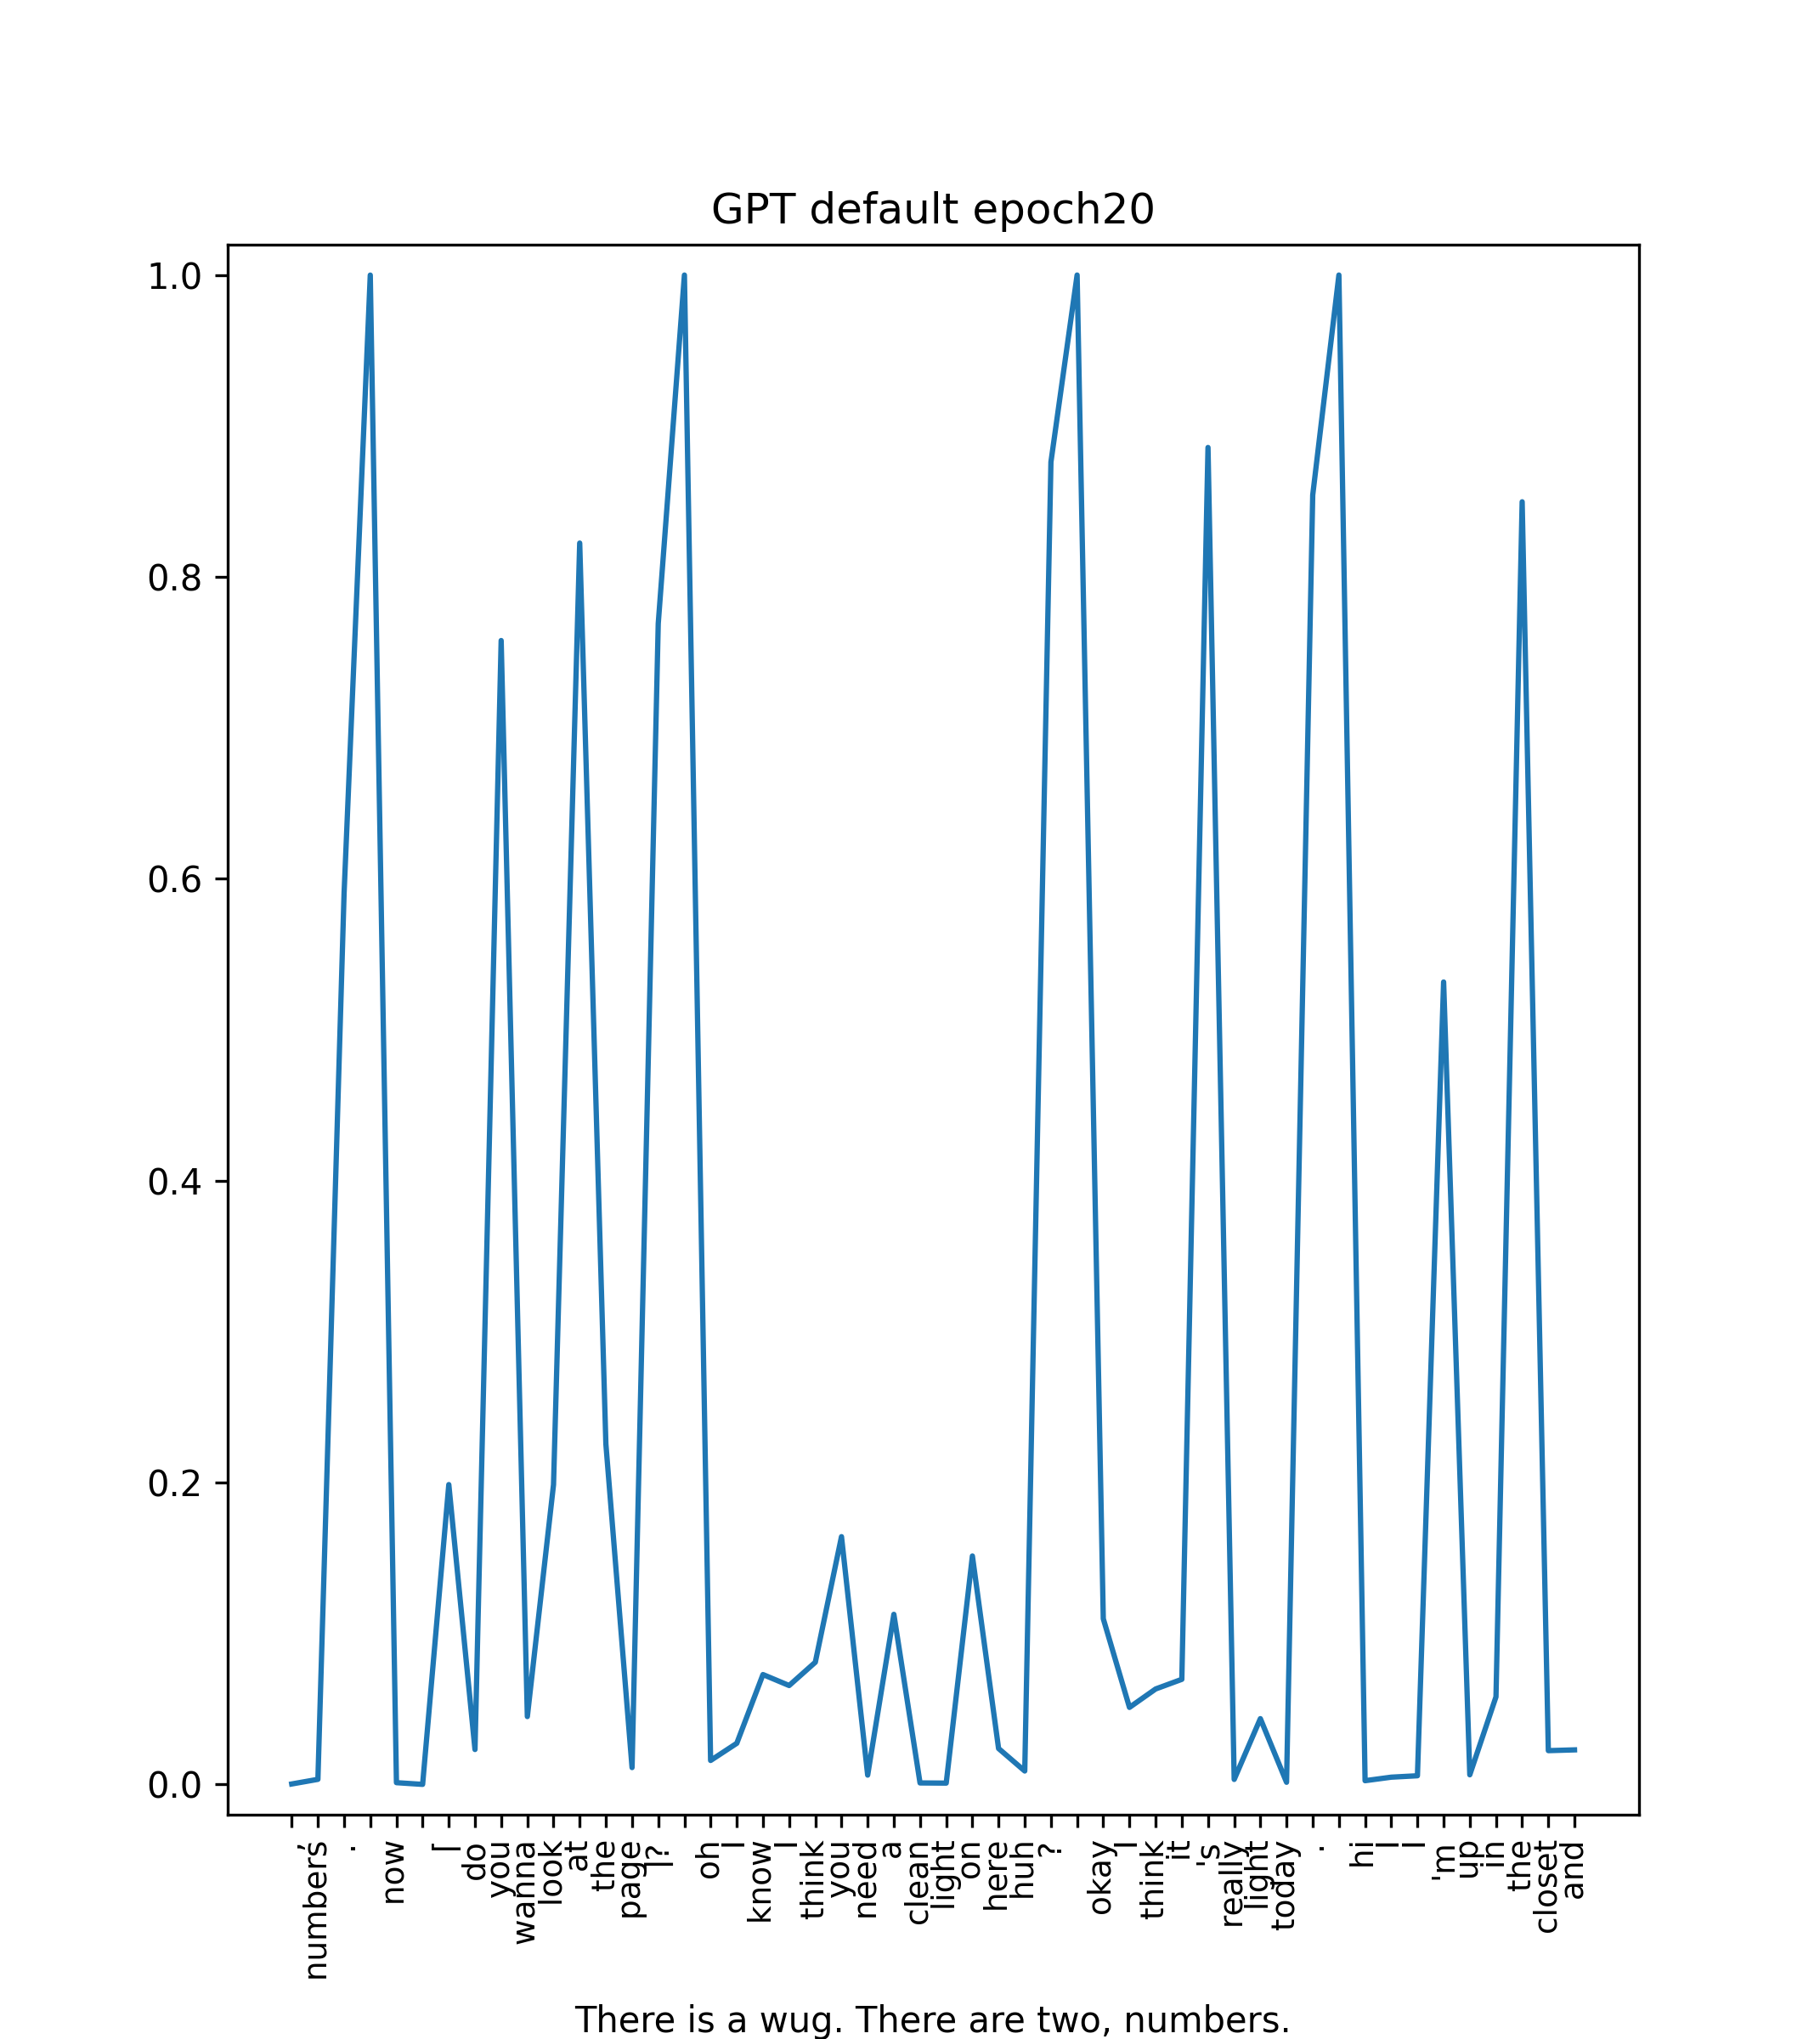 GPT default epoch20
1.0
0.8
0.6
0.4
0.2
0.0
’
numbers
.
now
[
do
you
wanna
look
at
the
page
]?
oh
I
know
I
think
you
need
a
clean
light
on
here
huh
?
okay
I
think
it
's
really
light
today
.
hi
I
I
'm
up
in
the
closet
and
There is a wug. There are two, numbers.